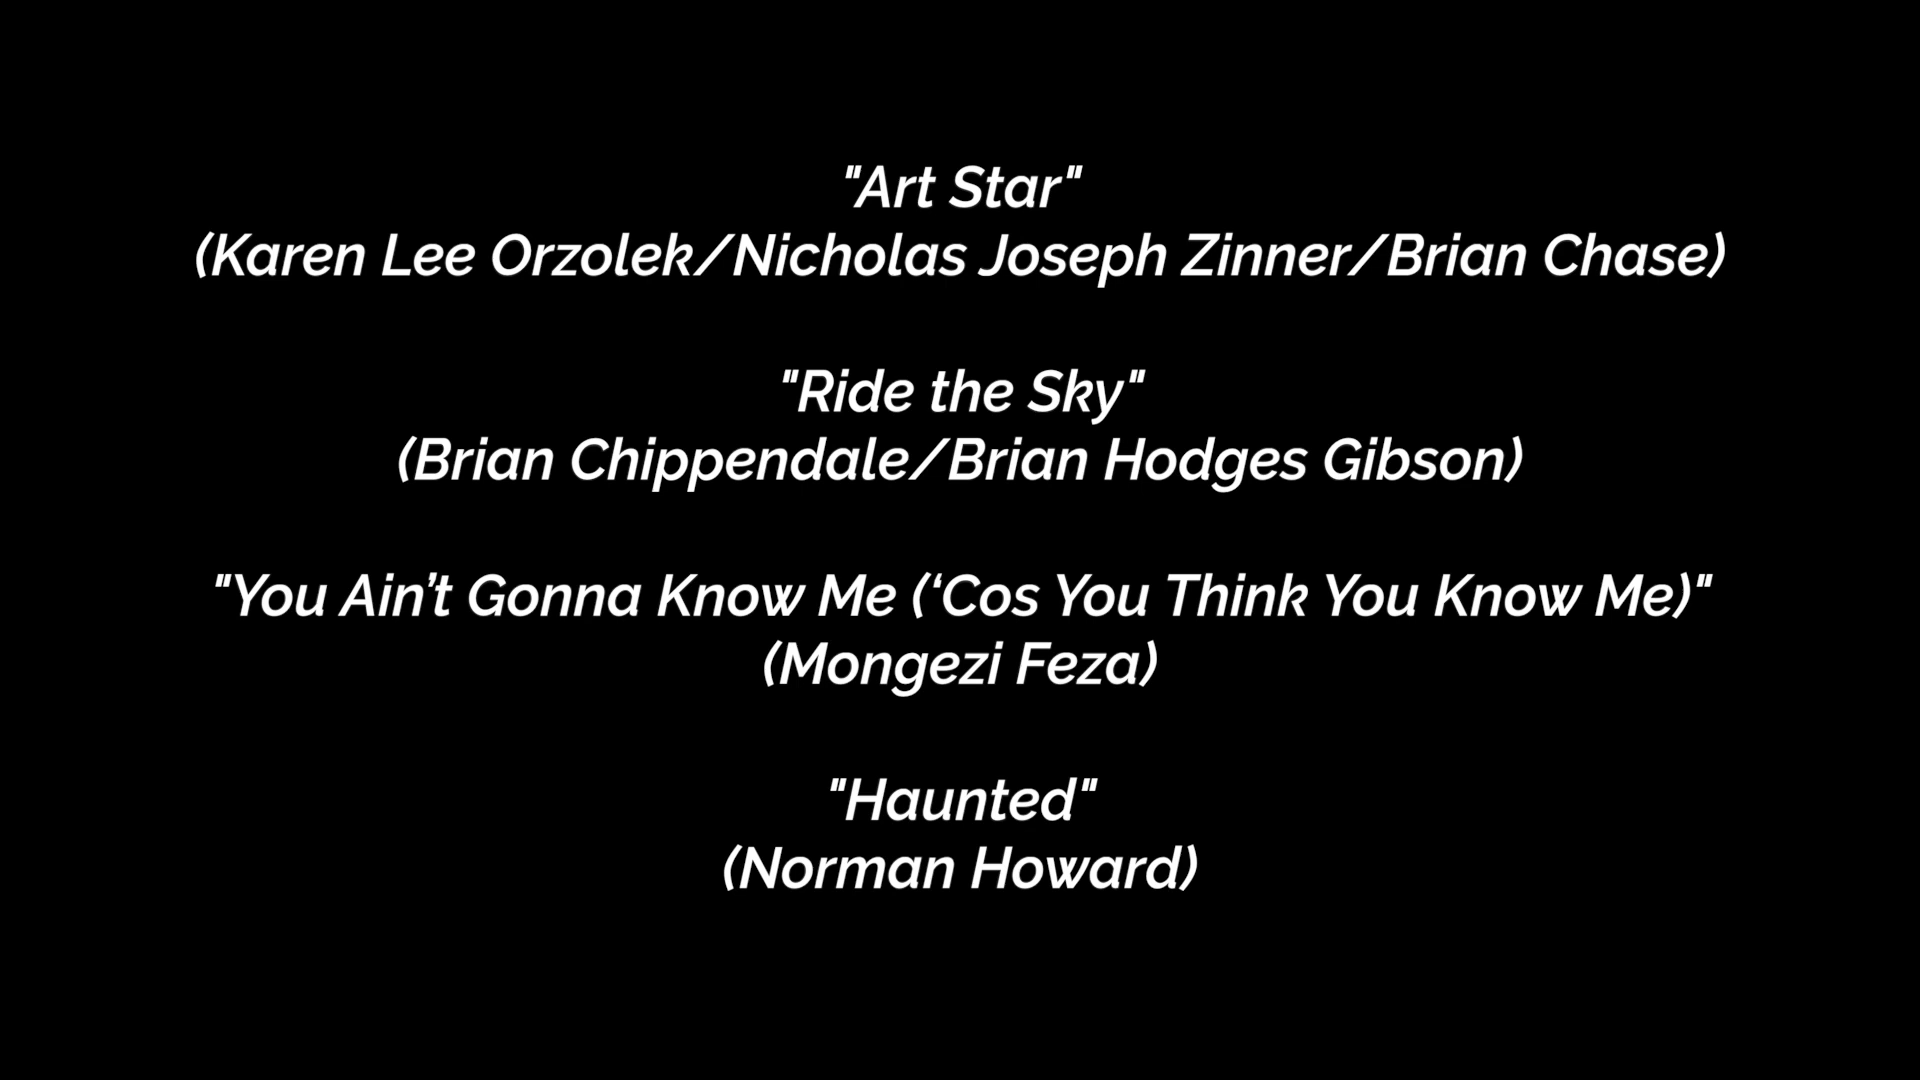 "Art Star"
(Karen Lee Orzolek/Nicholas Joseph Zinner/Brian Chase)
"Ride the Sky"
(Brian Chippendale/Brian Hodges Gibson)
"You Ain’t Gonna Know Me (‘Cos You Think You Know Me)"
(Mongezi Feza)
"Haunted"
(Norman Howard)